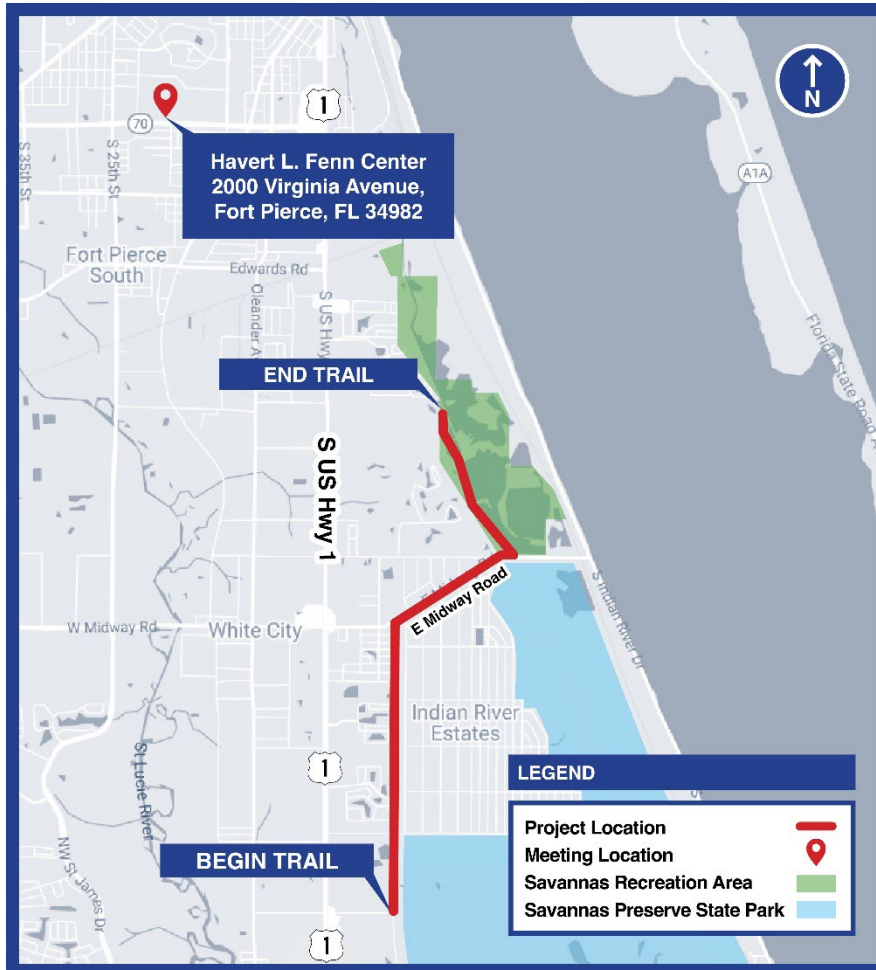 N
1
70
S 35th St
S 25th St
A1A
Havert L. Fenn Center
2000 Virginia Avenue,
Fort Pierce, FL 34982
Fort Pierce
South
Edwards Rd
Oleander Av
S US Hwy
Florida State Road A
END TRAIL
S US Hwy 1
E Midway Road
W Midway Rd
White City
S Indian River Dr
Indian River
Estates
St Lucie River
1
NW St James Dr
BEGIN TRAIL
1
LEGEND
Project Location
Meeting Location
Savannas Recreation Area
Savannas Preserve State Park